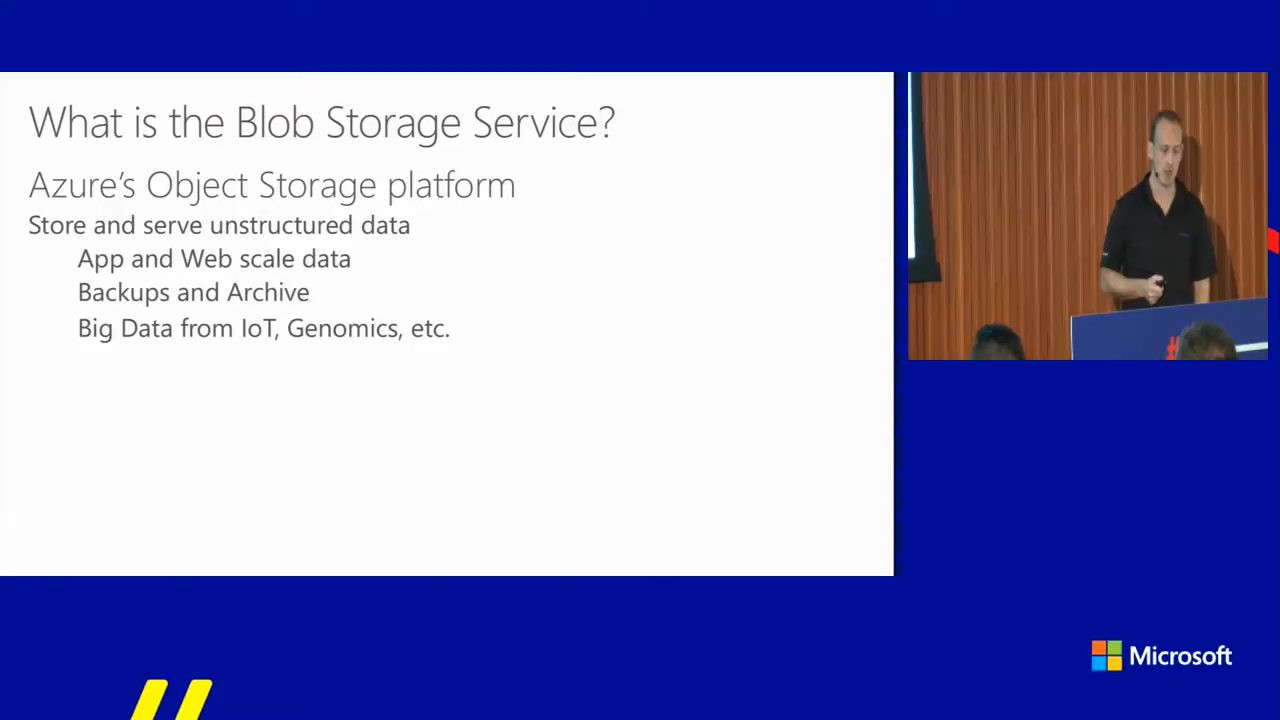 What is the Blob Storage Service?
Azure's Object Storage platform
Store and serve unstructured data
App and Web scale data
Backups and Archive
Big Data from IoT, Genomics, etc.
#
Microsoft